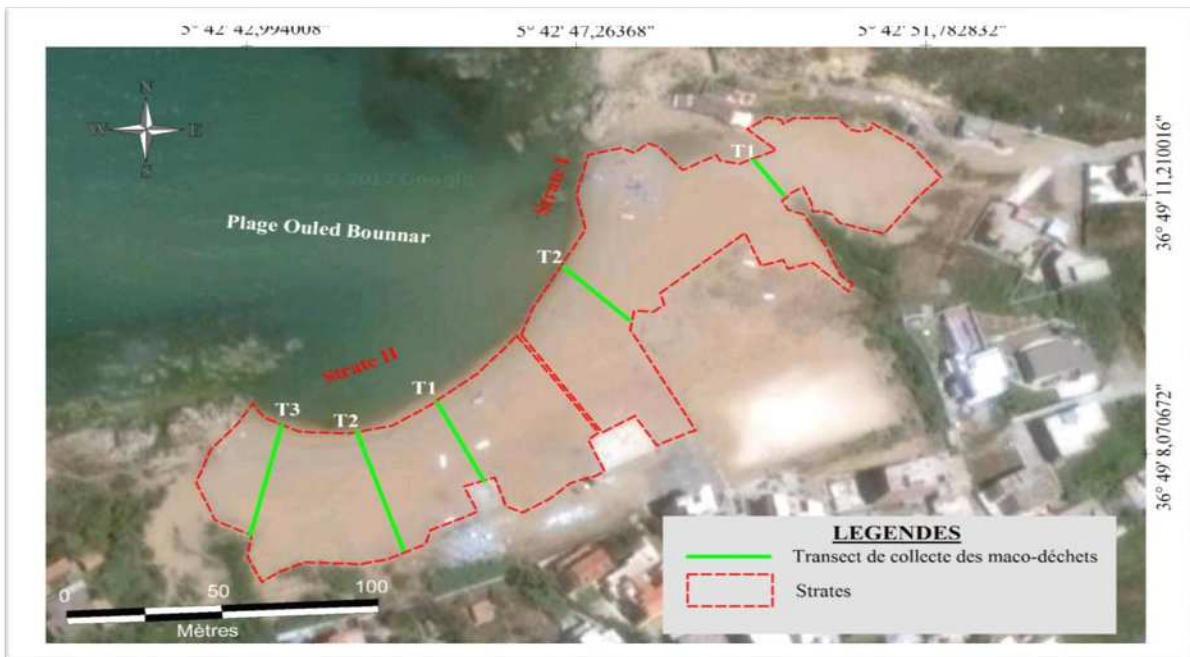 5° 42' 42,994008"
5° 42' 47,26368"
5° 42' 51,782832"
N
W
E
S
© 2017 Google
Plage Ouled Bounnar
Strate I
T1
T2
Strate II
T1
T2
T3
36° 49' 11,210016"
36° 49' 8,070672"
0
50
100
Mètres
LEGENDES
Transect de collecte des maco-déchets
Strates